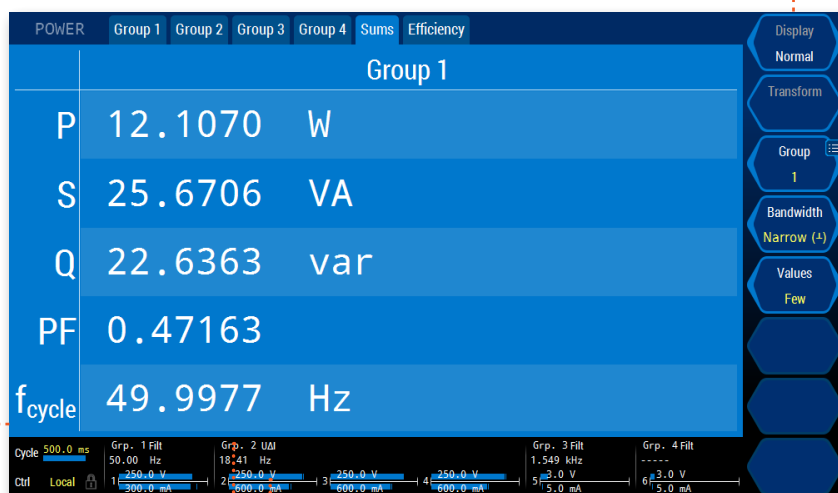 POWER Group 1 Group 2 Group 3 Group 4 Sums Efficiency
Group 1
P 12.1070 W
S 25.6706 VA
Q 22.6363 var
PF 0.47163
fcycle 49.9977 Hz
Display
Normal
Transform
Group
1
Bandwidth
Narrow (⊥)
Values
Few
Cycle 500.0 ms
Ctrl Local
Grp. 1 Filt
50.00 Hz
1 250.0 V
300.0 mA
Grp. 2 UΔI
18.41 Hz
2 250.0 V
600.0 mA
3 250.0 V
600.0 mA
4 250.0 V
600.0 mA
Grp. 3 Filt
1.549 kHz
5 3.0 V
5.0 mA
Grp. 4 Filt
-----
6 3.0 V
5.0 mA